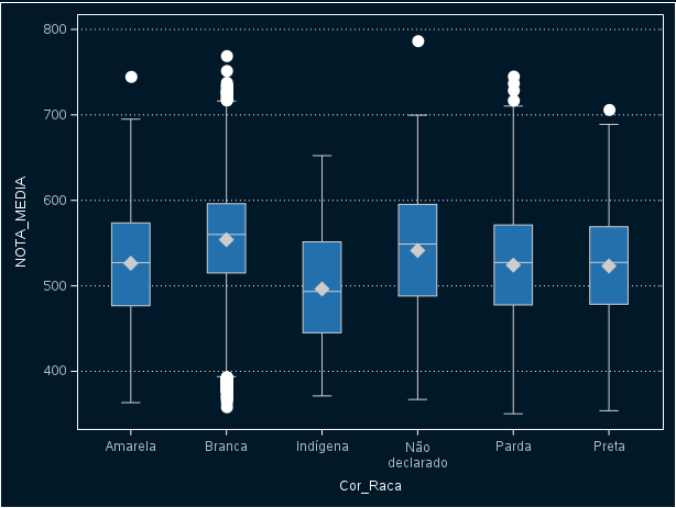 800
700
600
500
400
NOTA_MEDIA
Amarela
Branca
Indígena
Não
declarado
Parda
Preta
Cor_Raca